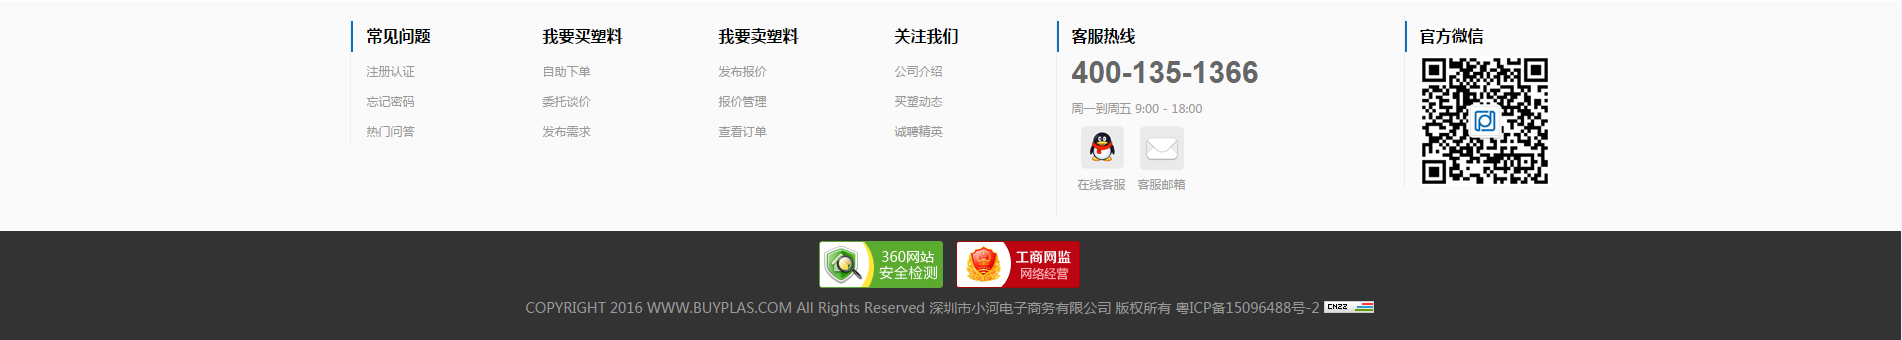 常见问题
注册认证
忘记密码
热门问答
我要买塑料
自助下单
委托谈价
发布需求
我要卖塑料
发布报价
报价管理
查看订单
关注我们
公司介绍
买塑动态
诚聘精英
客服热线
400-135-1366
周一到周五 9:00 - 18:00
在线客服
客服邮箱
官方微信
360网站
安全检测
工商网监
网络经营
COPYRIGHT 2016 WWW.BUYPLAS.COM All Rights Reserved 深圳市小河电子商务有限公司 版权所有 粤ICP备15096488号-2 CNZZ